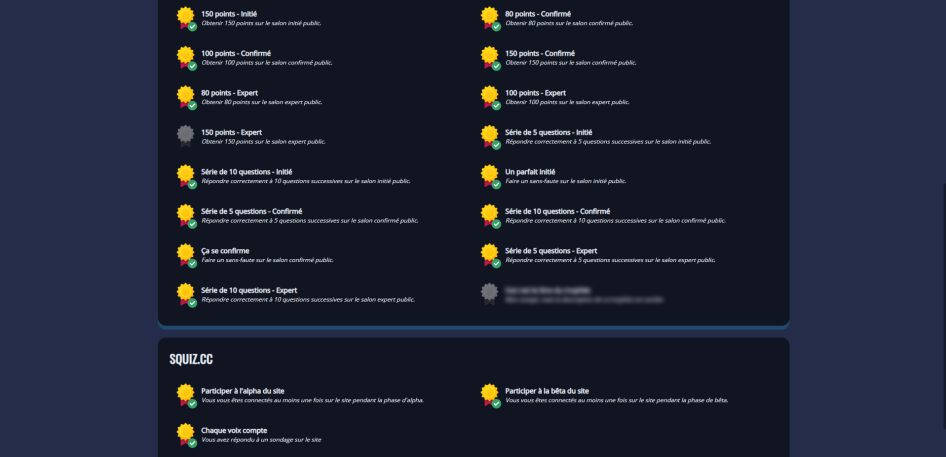 150 points - Initié
Obtenir 150 points sur le salon initié public.
80 points - Confirmé
Obtenir 80 points sur le salon confirmé public.
100 points - Confirmé
Obtenir 100 points sur le salon confirmé public.
150 points - Confirmé
Obtenir 150 points sur le salon confirmé public.
80 points - Expert
Obtenir 80 points sur le salon expert public.
100 points - Expert
Obtenir 100 points sur le salon expert public.
150 points - Expert
Obtenir 150 points sur le salon expert public.
Série de 5 questions - Initié
Répondre correctement à 5 questions successives sur le salon initié public.
Série de 10 questions - Initié
Répondre correctement à 10 questions successives sur le salon initié public.
Un parfait initié
Faire un sans-faute sur le salon initié public.
Série de 5 questions - Confirmé
Répondre correctement à 5 questions successives sur le salon confirmé public.
Série de 10 questions - Confirmé
Répondre correctement à 10 questions successives sur le salon confirmé public.
Ça se confirme
Faire un sans-faute sur le salon confirmé public.
Série de 5 questions - Expert
Répondre correctement à 5 questions successives sur le salon expert public.
Série de 10 questions - Expert
Répondre correctement à 10 questions successives sur le salon expert public.
SQUIZ.CC
Participer à l'alpha du site
Vous vous êtes connectés au moins une fois sur le site pendant la phase d'alpha.
Participer à la bêta du site
Vous vous êtes connectés au moins une fois sur le site pendant la phase de bêta.
Chaque voix compte
Vous avez répondu à un sondage sur le site